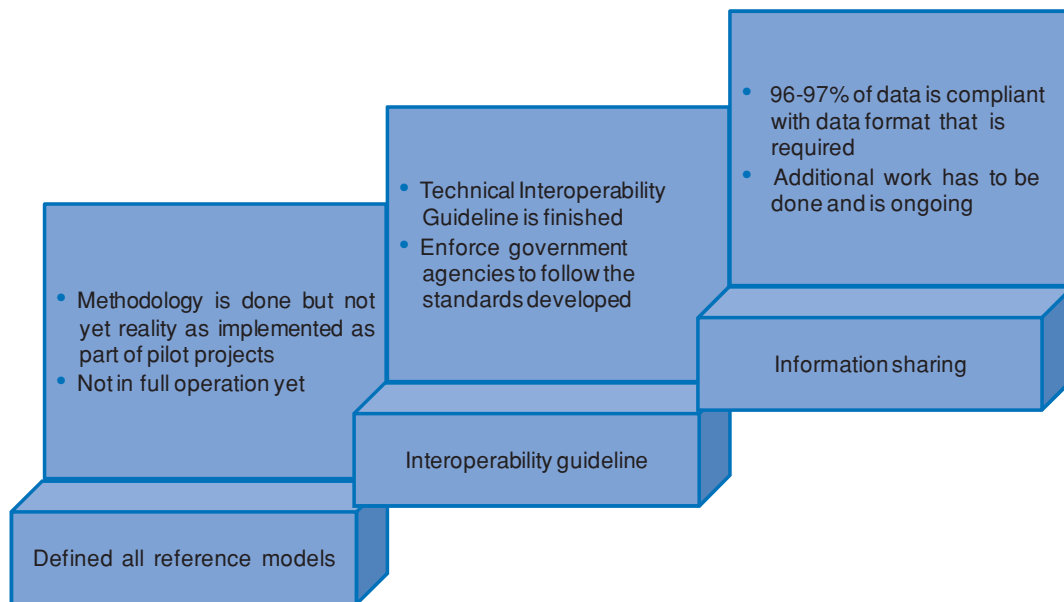 • Methodology is done but not
yet reality as implemented as
part of pilot projects
• Not in full operation yet
Defined all reference models
• Technical Interoperability
Guideline is finished
• Enforce government
agencies to follow the
standards developed
Interoperability guideline
• 96-97% of data is compliant
with data format that is
required
• Additional work has to be
done and is ongoing
Information sharing